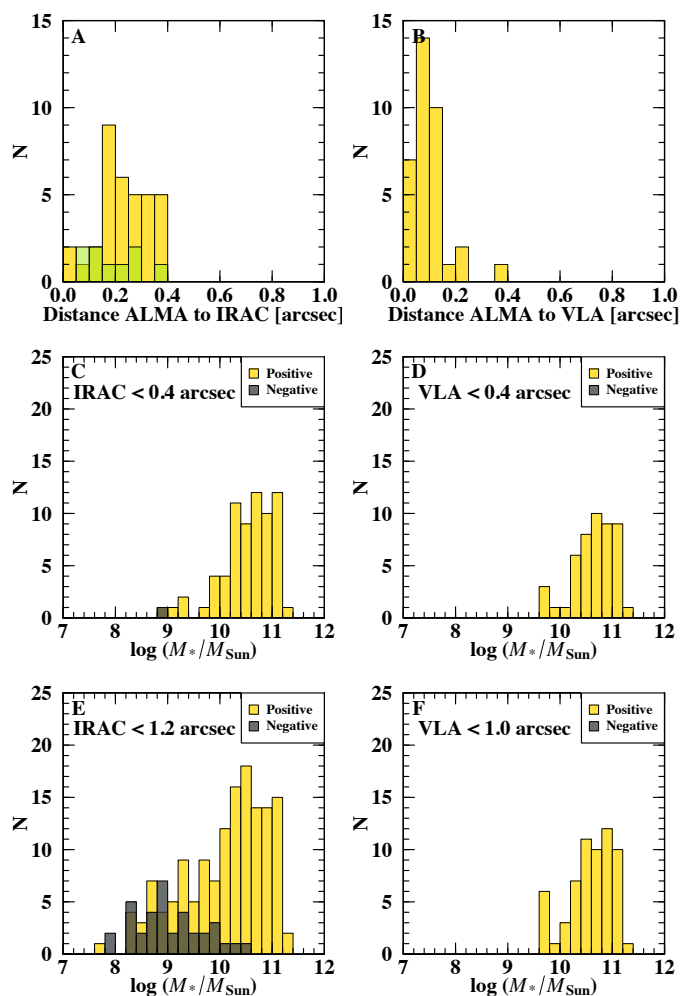 A
15
10
5
0
N
0.0 0.2 0.4 0.6 0.8 1.0
Distance ALMA to IRAC [arcsec]
B
15
10
5
0
N
0.0 0.2 0.4 0.6 0.8 1.0
Distance ALMA to VLA [arcsec]
C
IRAC < 0.4 arcsec
Positive
Negative
25
20
15
10
5
0
N
7 8 9 10 11 12
log (M*/MSun)
D
VLA < 0.4 arcsec
Positive
Negative
25
20
15
10
5
0
N
7 8 9 10 11 12
log (M*/MSun)
E
IRAC < 1.2 arcsec
Positive
Negative
25
20
15
10
5
0
N
7 8 9 10 11 12
log (M*/MSun)
F
VLA < 1.0 arcsec
Positive
Negative
25
20
15
10
5
0
N
7 8 9 10 11 12
log (M*/MSun)